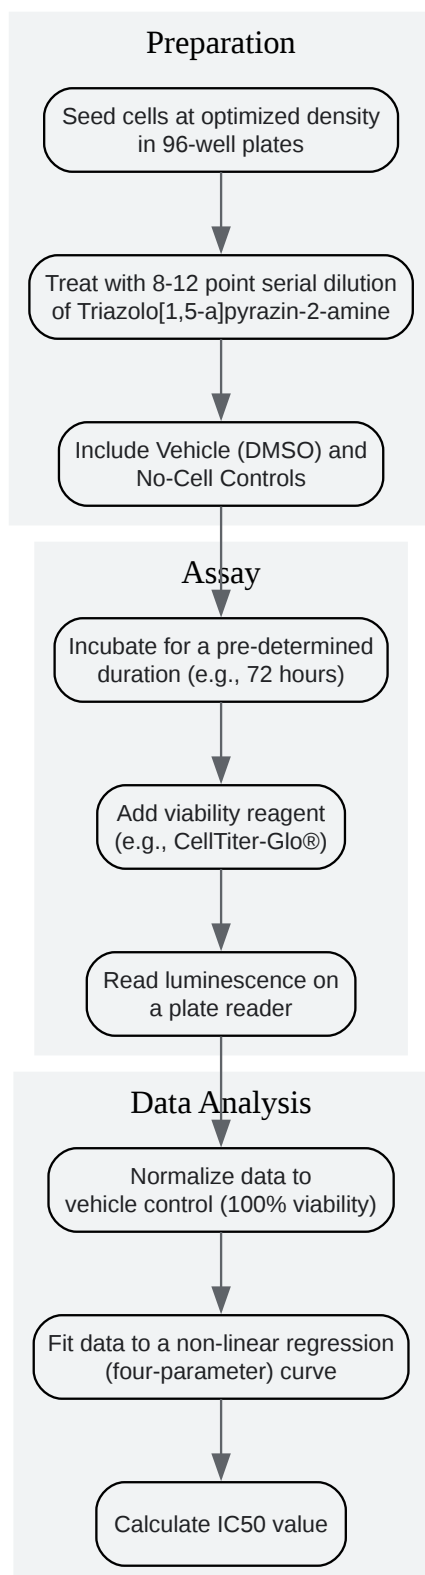 Preparation
Seed cells at optimized density
in 96-well plates
Treat with 8-12 point serial dilution
of Triazolo[1,5-a]pyrazin-2-amine
Include Vehicle (DMSO) and
No-Cell Controls
Assay
Incubate for a pre-determined
duration (e.g., 72 hours)
Add viability reagent
(e.g., CellTiter-Glo®)
Read luminescence on
a plate reader
Data Analysis
Normalize data to
vehicle control (100% viability)
Fit data to a non-linear regression
(four-parameter) curve
Calculate IC50 value